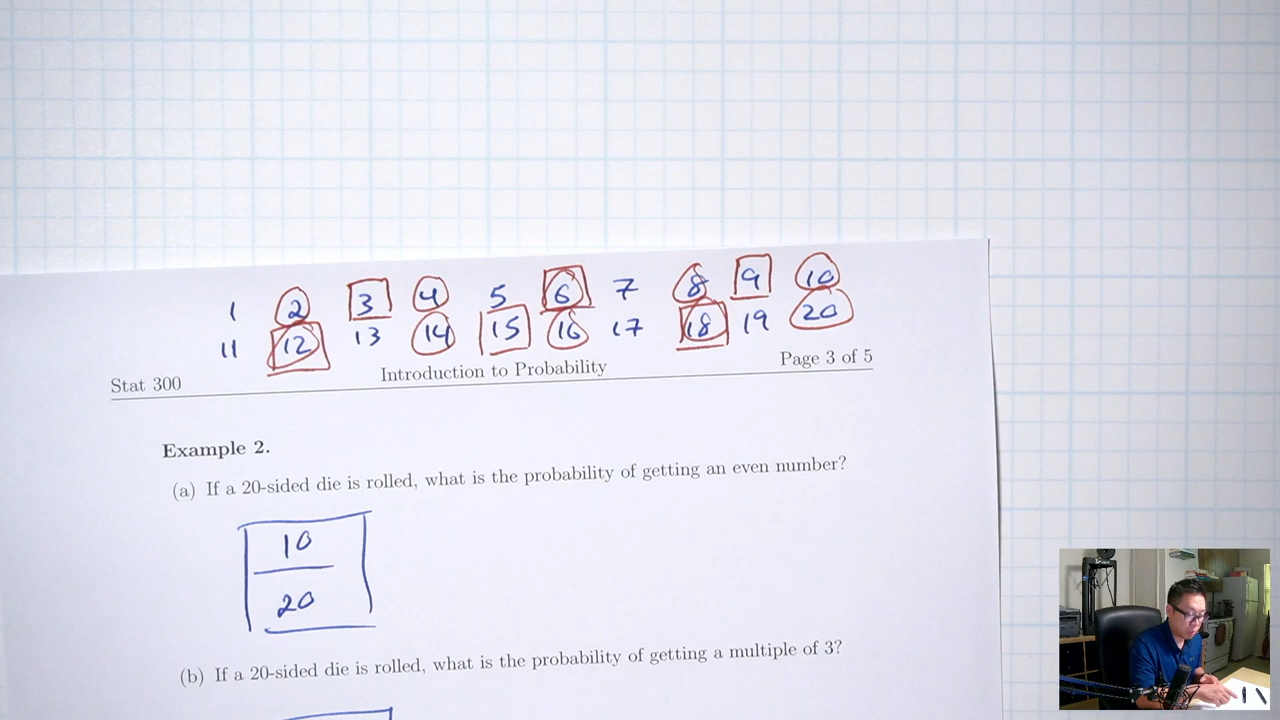 1 2 3 4 5 6 7 8 9 10
11 12 13 14 15 16 17 18 19 20
Stat 300 Introduction to Probability Page 3 of 5
Example 2.
(a) If a 20-sided die is rolled, what is the probability of getting an even number?
10
20
(b) If a 20-sided die is rolled, what is the probability of getting a multiple of 3?